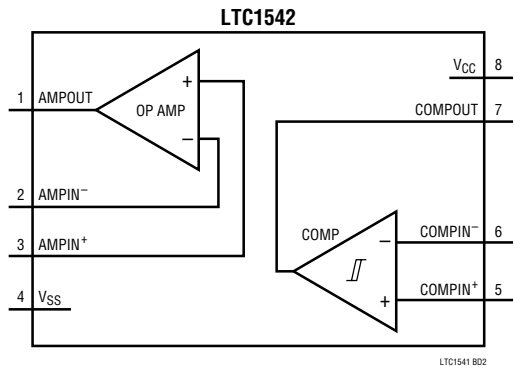 LTC1542
VCC 8
1 AMPOUT
+
OP AMP
COMPOUT 7
−
2 AMPIN−
COMP
−
COMPIN− 6
3 AMPIN+
+
COMPIN+ 5
4 VSS
LTC1541 BD2